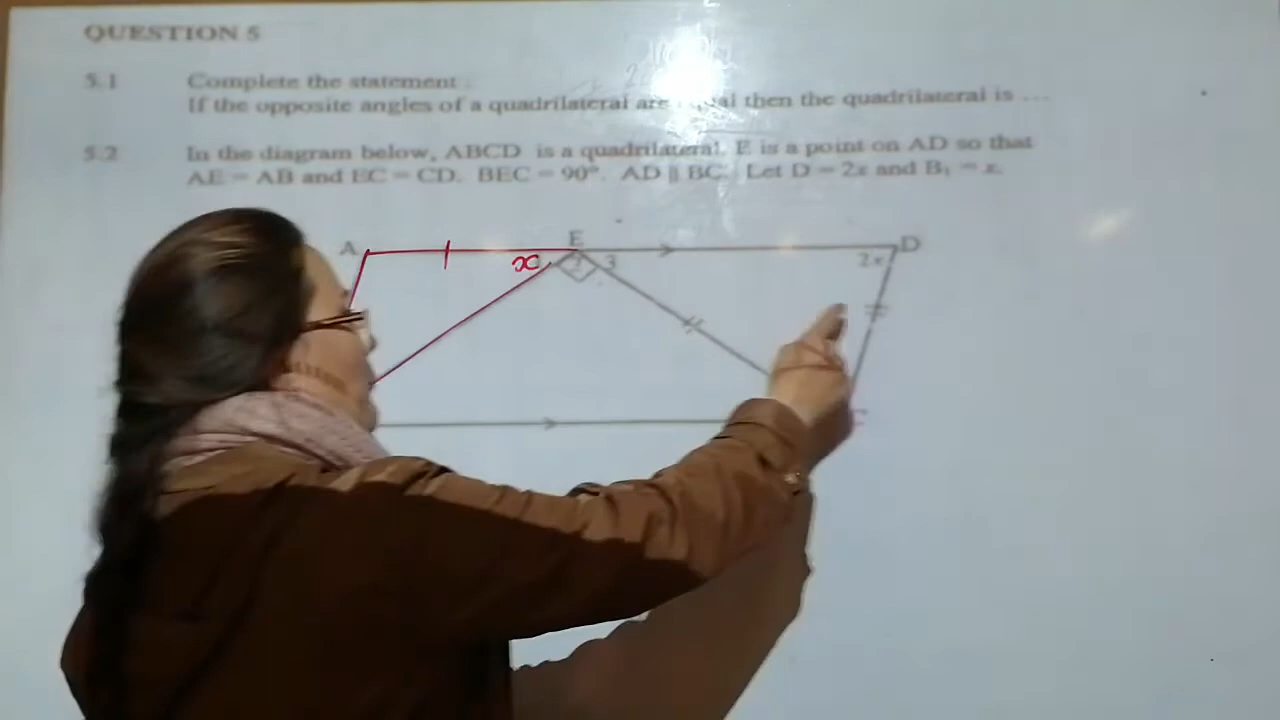 QUESTION 5
5.1 Complete the statement :
If the opposite angles of a quadrilateral are equal then the quadrilateral is ....
5.2 In the diagram below, ABCD is a quadrilateral. E is a point on AD so that
AE = AB and EC = CD. BEC = 90°. AD || BC. Let D = 2x and B₁ = x.
A E D
x 2 3 2x
C